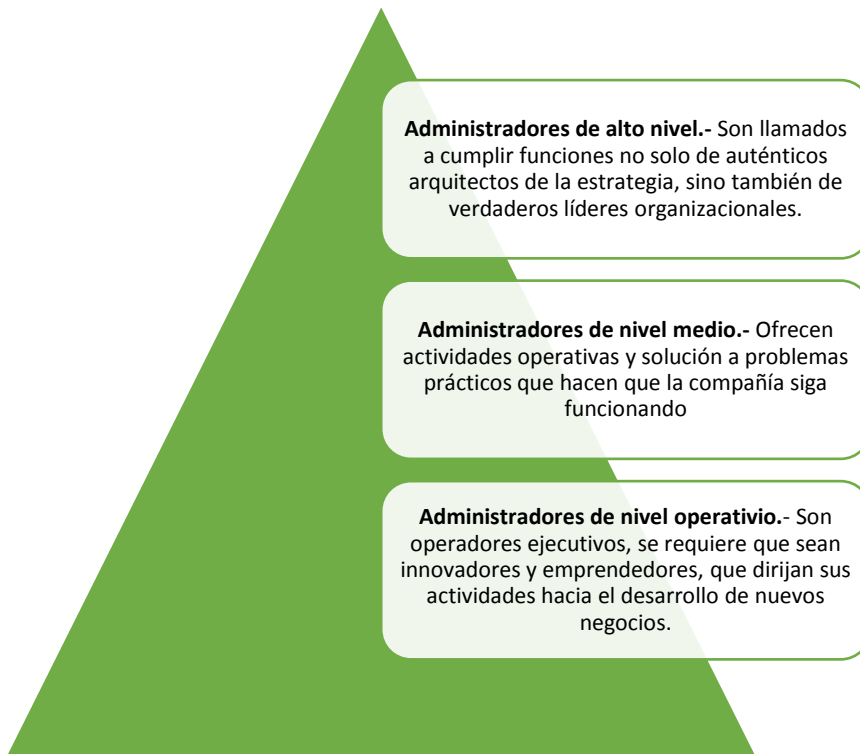 Administradores de alto nivel.- Son llamados
a cumplir funciones no solo de auténticos
arquitectos de la estrategia, sino también de
verdaderos líderes organizacionales.
Administradores de nivel medio.- Ofrecen
actividades operativas y solución a problemas
prácticos que hacen que la compañía siga
funcionando
Administradores de nivel operativio.- Son
operadores ejecutivos, se requiere que sean
innovadores y emprendedores, que dirijan sus
actividades hacia el desarrollo de nuevos
negocios.